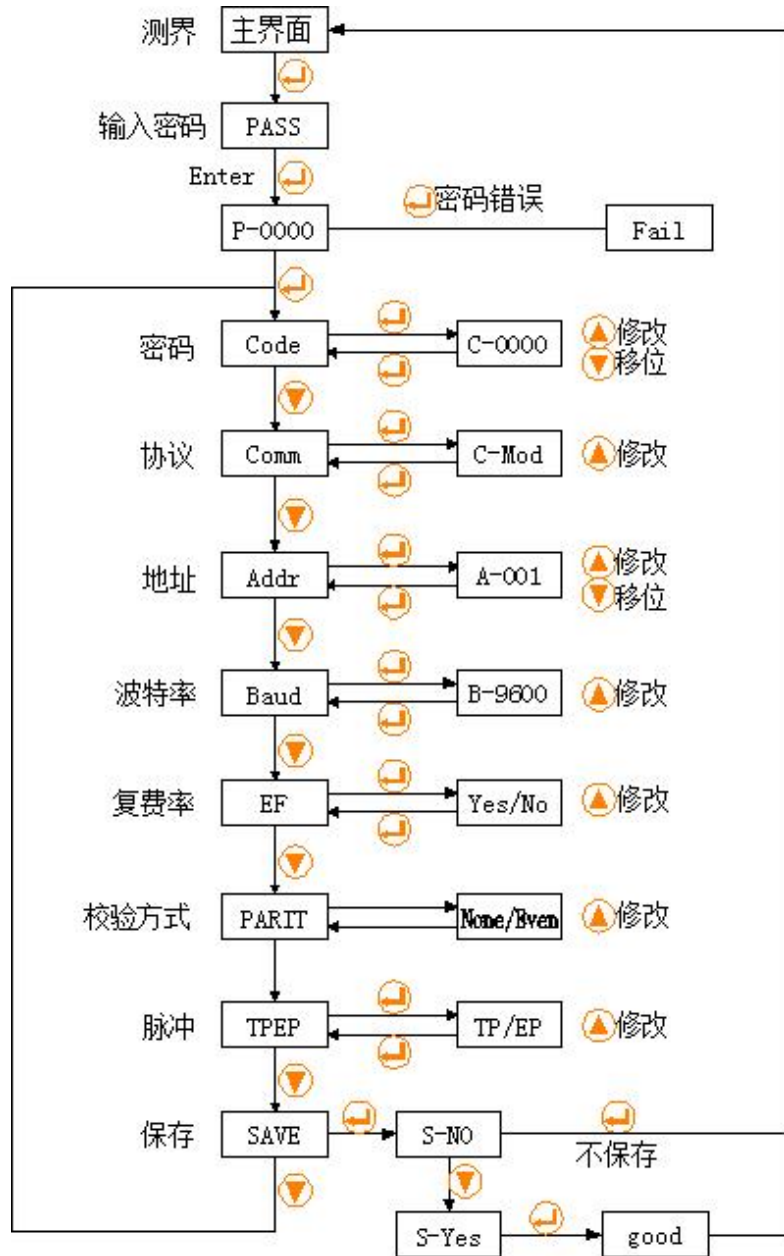 测界 主界面
输入密码 PASS
Enter
密码错误
P-0000 Fail
密码 Code C-0000 修改
移位
协议 Comm C-Mod 修改
地址 Addr A-001 修改
移位
波特率 Baud B-9600 修改
复费率 EF Yes/No 修改
校验方式 PARIT None/Even 修改
脉冲 TPEP TP/EP 修改
保存 SAVE S-NO
不保存
S-Yes good